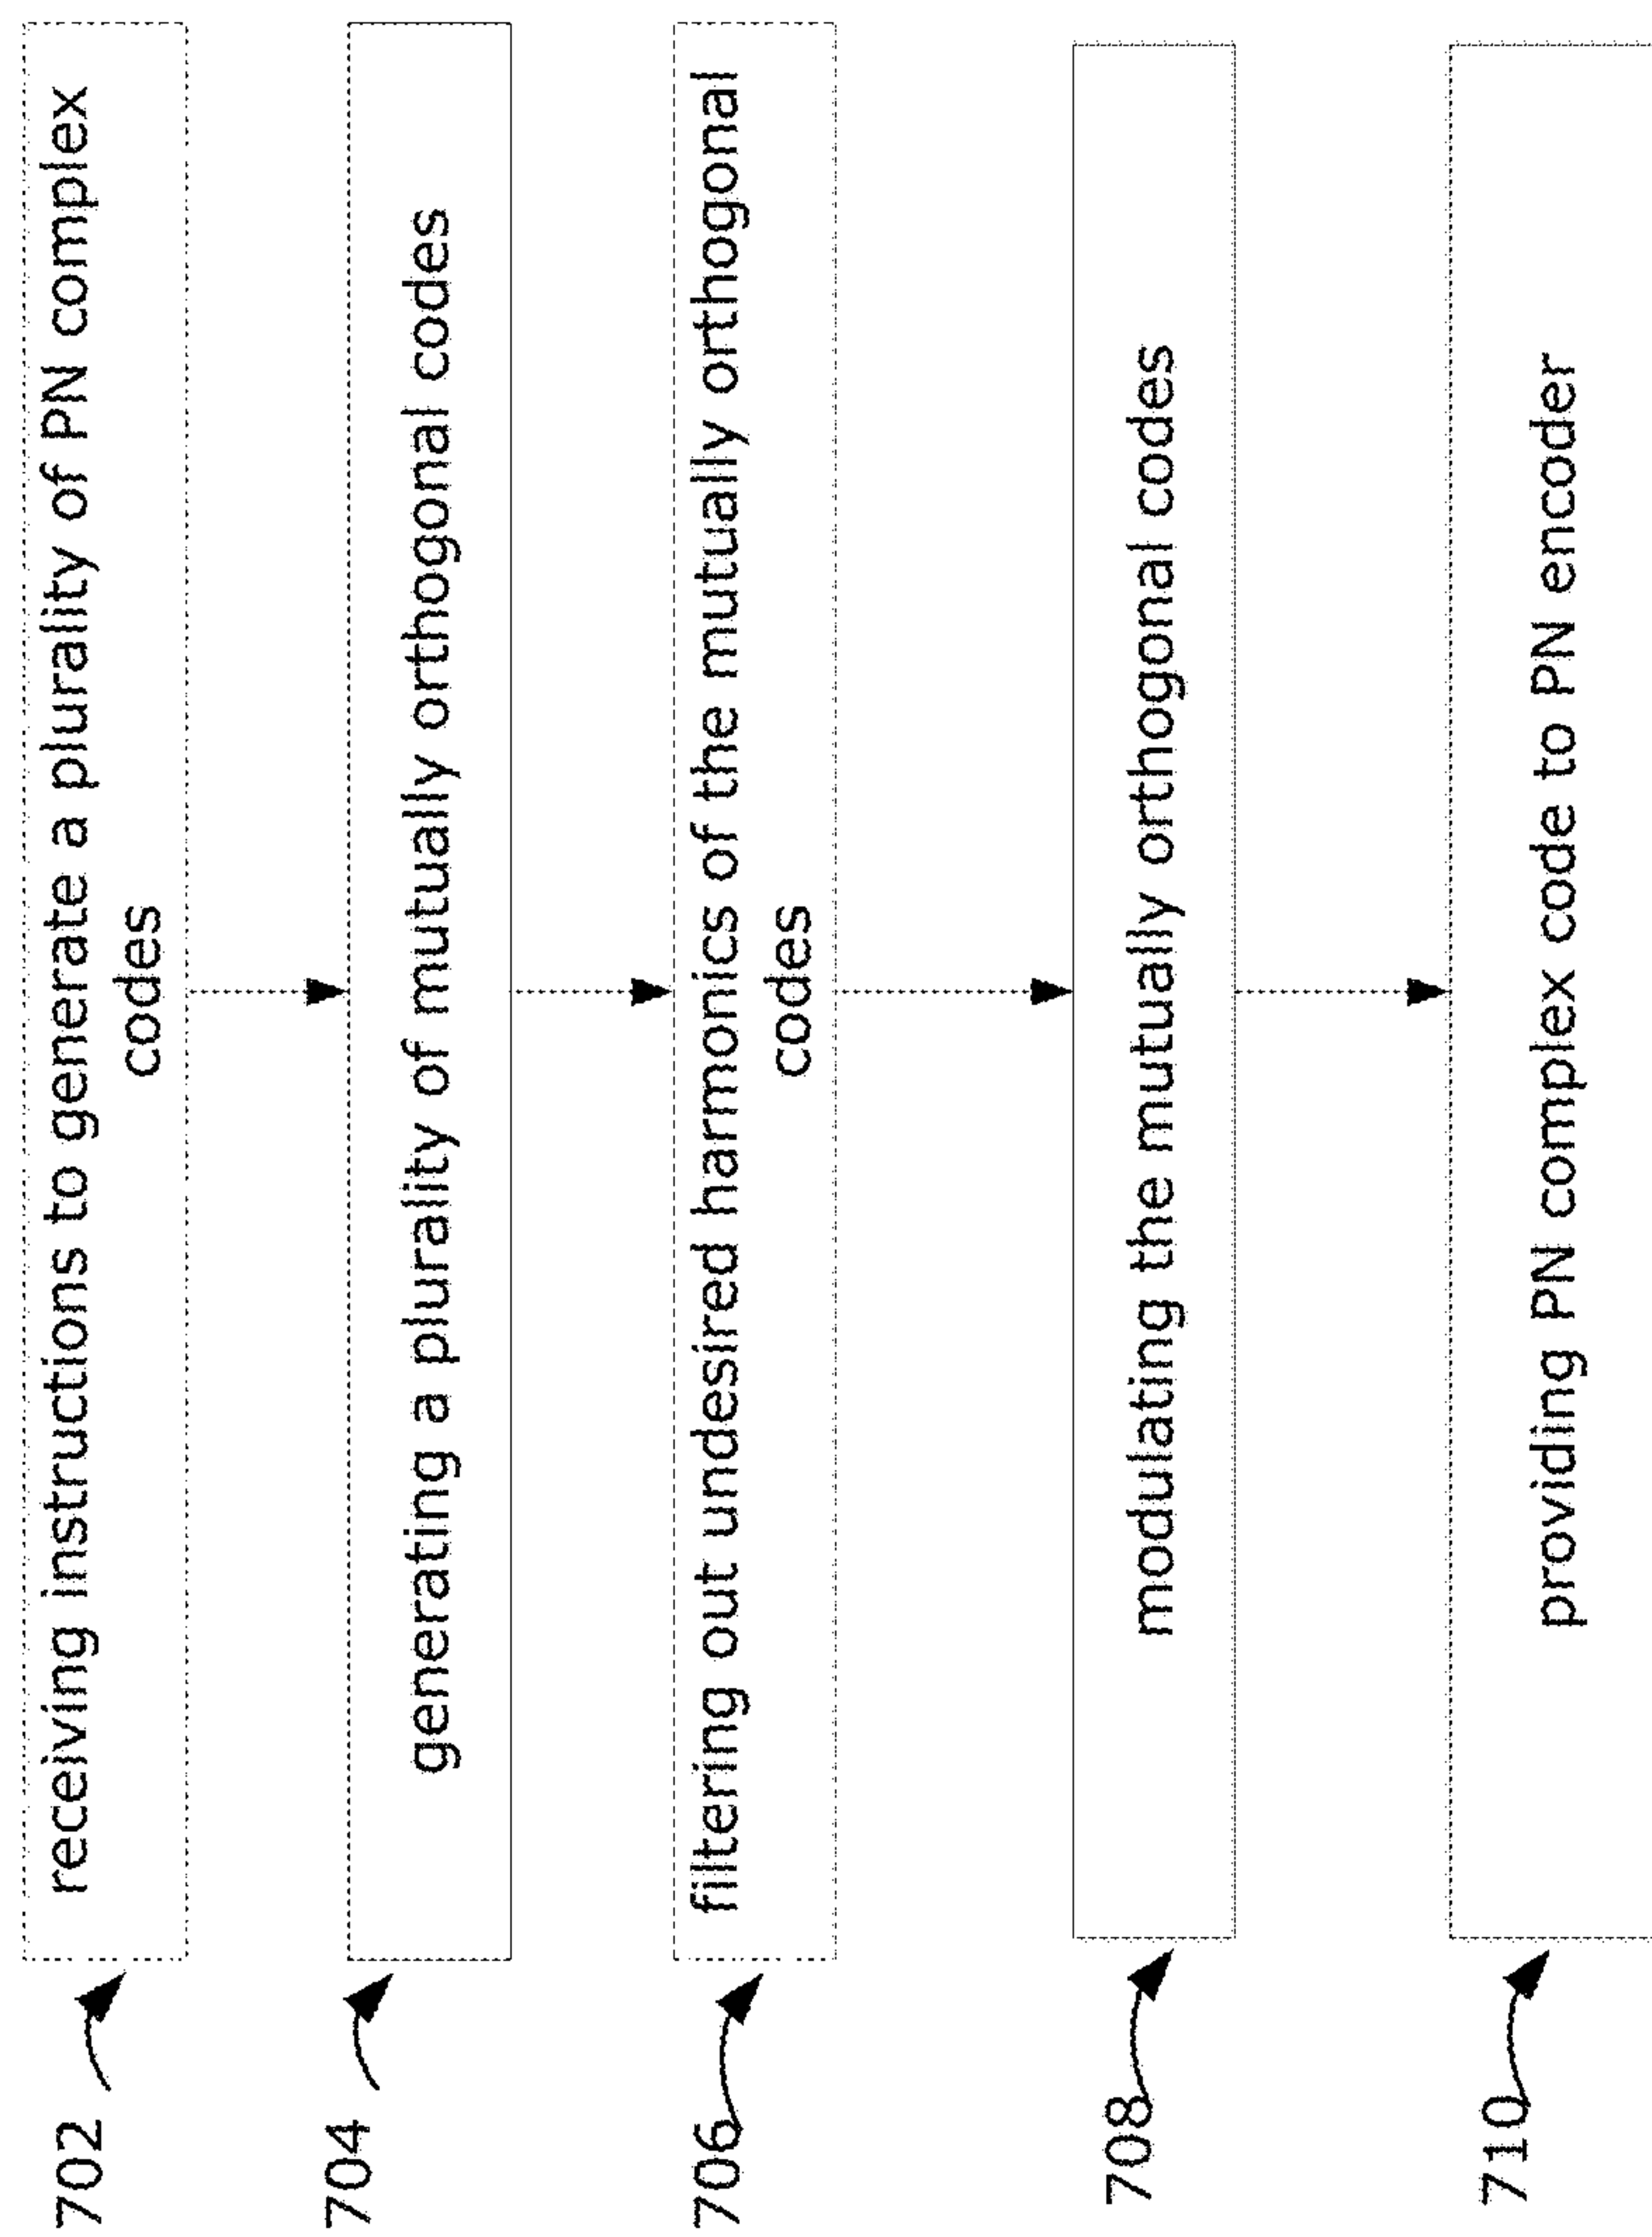 702
receiving instructions to generate a plurality of PN complex
codes
704
generating a plurality of mutually orthogonal codes
706
filtering out undesired harmonics of the mutually orthogonal
codes
708
modulating the mutually orthogonal codes
710
providing PN complex code to PN encoder